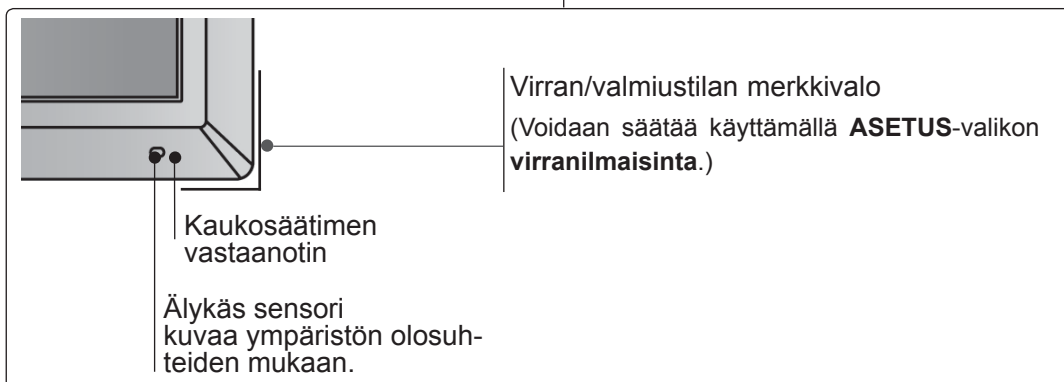 Virran/valmiustilan merkkivalo
(Voidaan säätää käyttämällä ASETUS-valikon
virranilmaisinta.)
Kaukosäätimen
vastaanotin
Älykäs sensori
kuvaa ympäristön olosuh-
teiden mukaan.